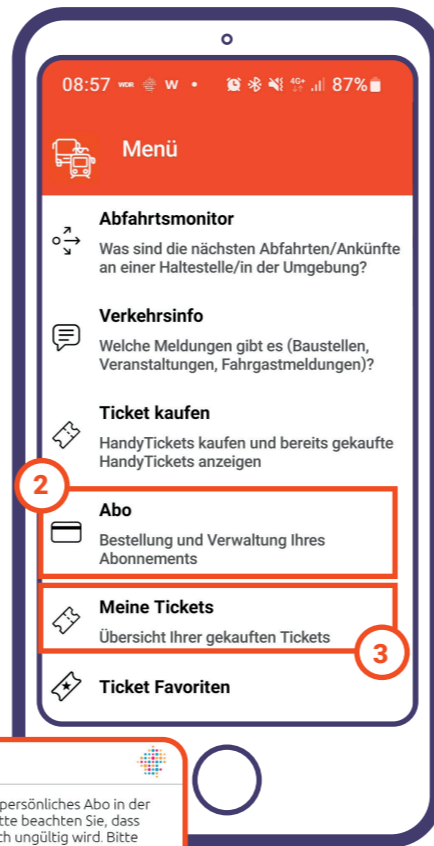 08:57 WDR W • 4G+ 87%
Menü
Abfahrtsmonitor
Was sind die nächsten Abfahrten/Ankünfte
an einer Haltestelle/in der Umgebung?
Verkehrsinfo
Welche Meldungen gibt es (Baustellen,
Veranstaltungen, Fahrgastmeldungen)?
Ticket kaufen
HandyTickets kaufen und bereits gekaufte
HandyTickets anzeigen
2
Abo
Bestellung und Verwaltung Ihres
Abonnements
Meine Tickets
Übersicht Ihrer gekauften Tickets
3
Ticket Favoriten
persönliches Abo in der
tte beachten Sie, dass
ch ungültig wird. Bitte